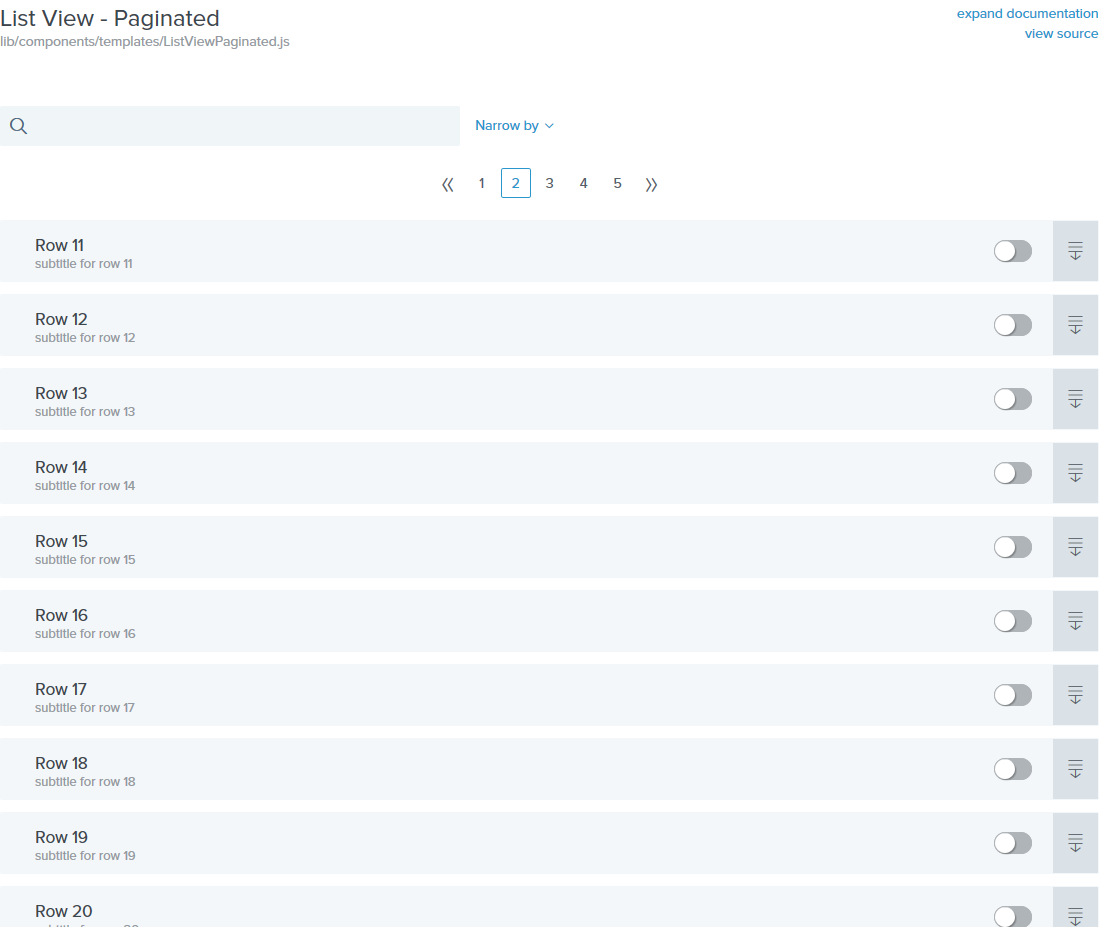 List View - Paginated
expand documentation
lib/components/templates/ListViewPaginated.js
view source
Narrow by
1 2 3 4 5
Row 11
subtitle for row 11
Row 12
subtitle for row 12
Row 13
subtitle for row 13
Row 14
subtitle for row 14
Row 15
subtitle for row 15
Row 16
subtitle for row 16
Row 17
subtitle for row 17
Row 18
subtitle for row 18
Row 19
subtitle for row 19
Row 20